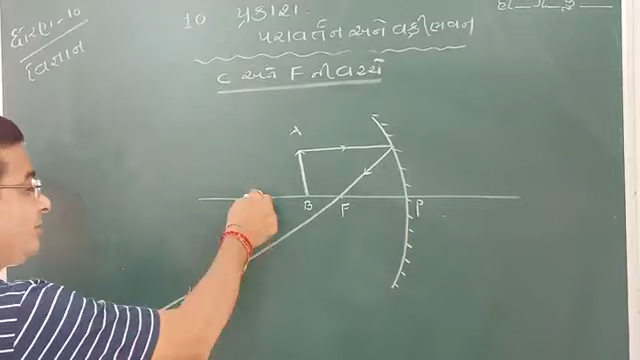 ધોરણ-10
વિજ્ઞાન
10 પ્રકાશ.
પરાવર્તન અને વક્રીભવન
C અને F ની વચ્ચે
A
B
F
P